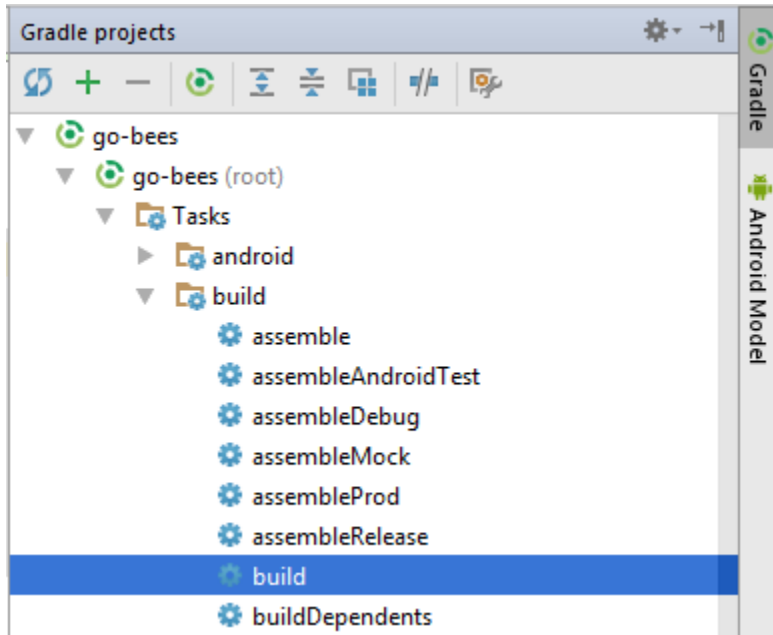 Gradle projects
go-bees
go-bees (root)
Tasks
android
build
assemble
assembleAndroidTest
assembleDebug
assembleMock
assembleProd
assembleRelease
build
buildDependents
Gradle
Android Model